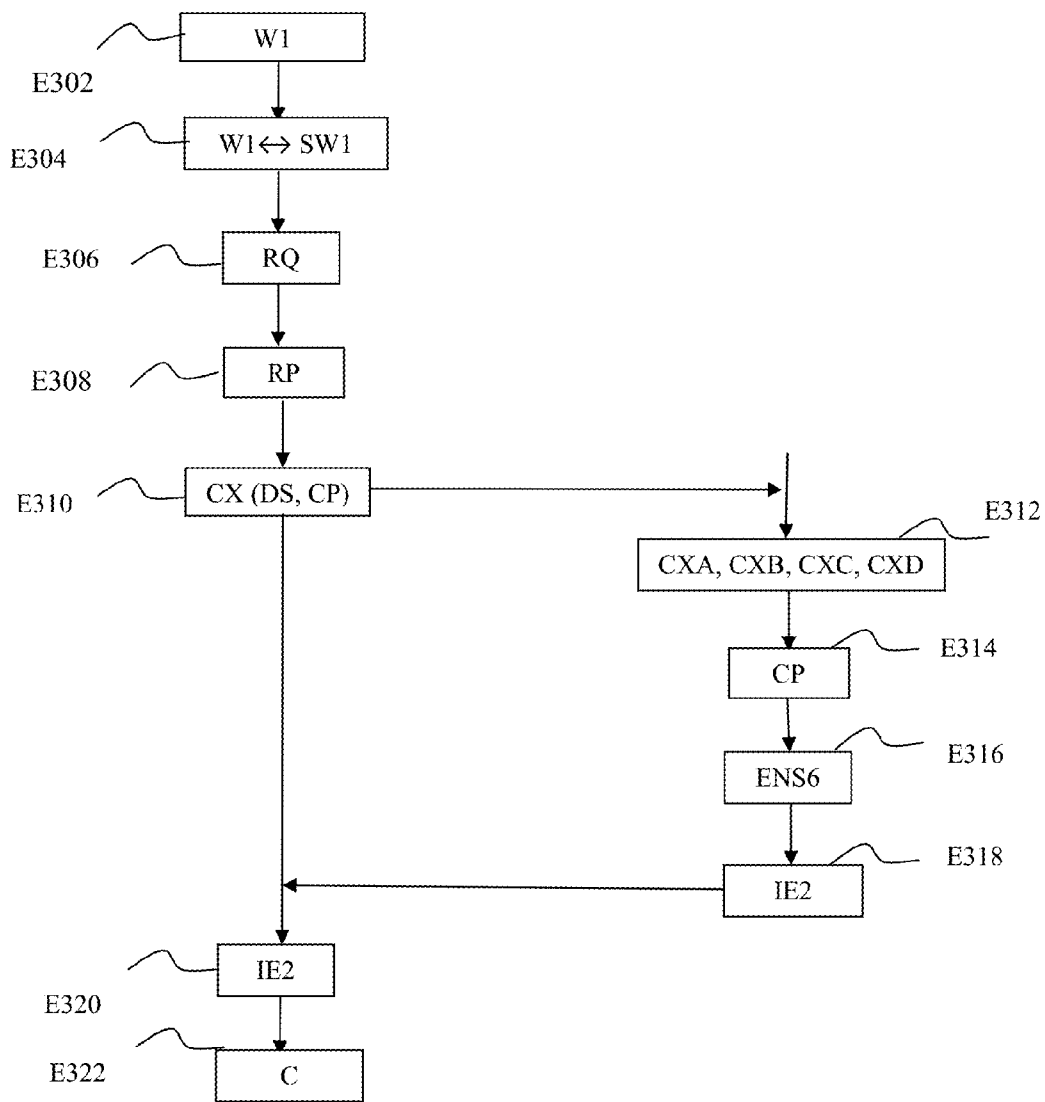 W1
E302
W1↔ SW1
E304
RQ
E306
RP
E308
CX (DS, CP)
E310
E312
CXA, CXB, CXC, CXD
E314
CP
E316
ENS6
E318
IE2
IE2
E320
C
E322